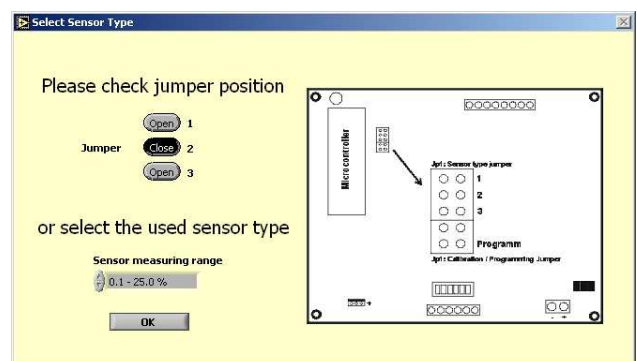 Select Sensor Type
Please check jumper position
Open 1
Jumper Close 2
Open 3
or select the used sensor type
Sensor measuring range
0.1 - 25.0 %
OK
Microcontroller
Jp1: Sensor type jumper
1
2
3
Programm
Jp1: Calibration / Programming Jumper
+
- +